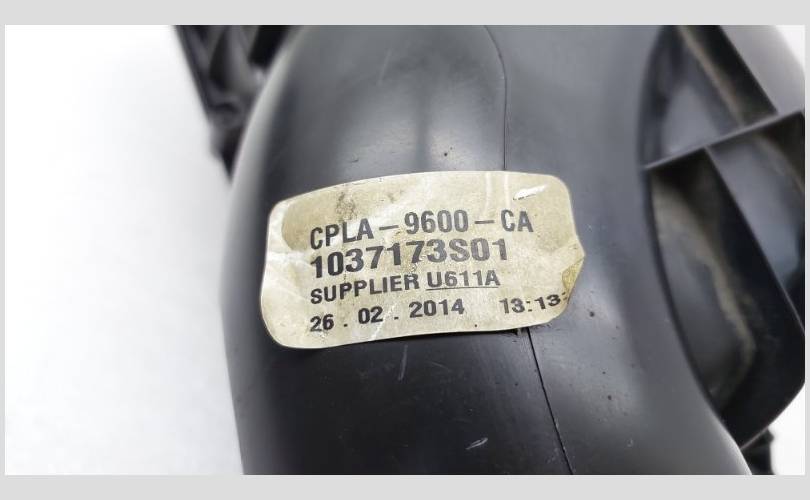 CPLA-9600-CA
1037173S01
SUPPLIER U611A
26.02.2014 13:13: